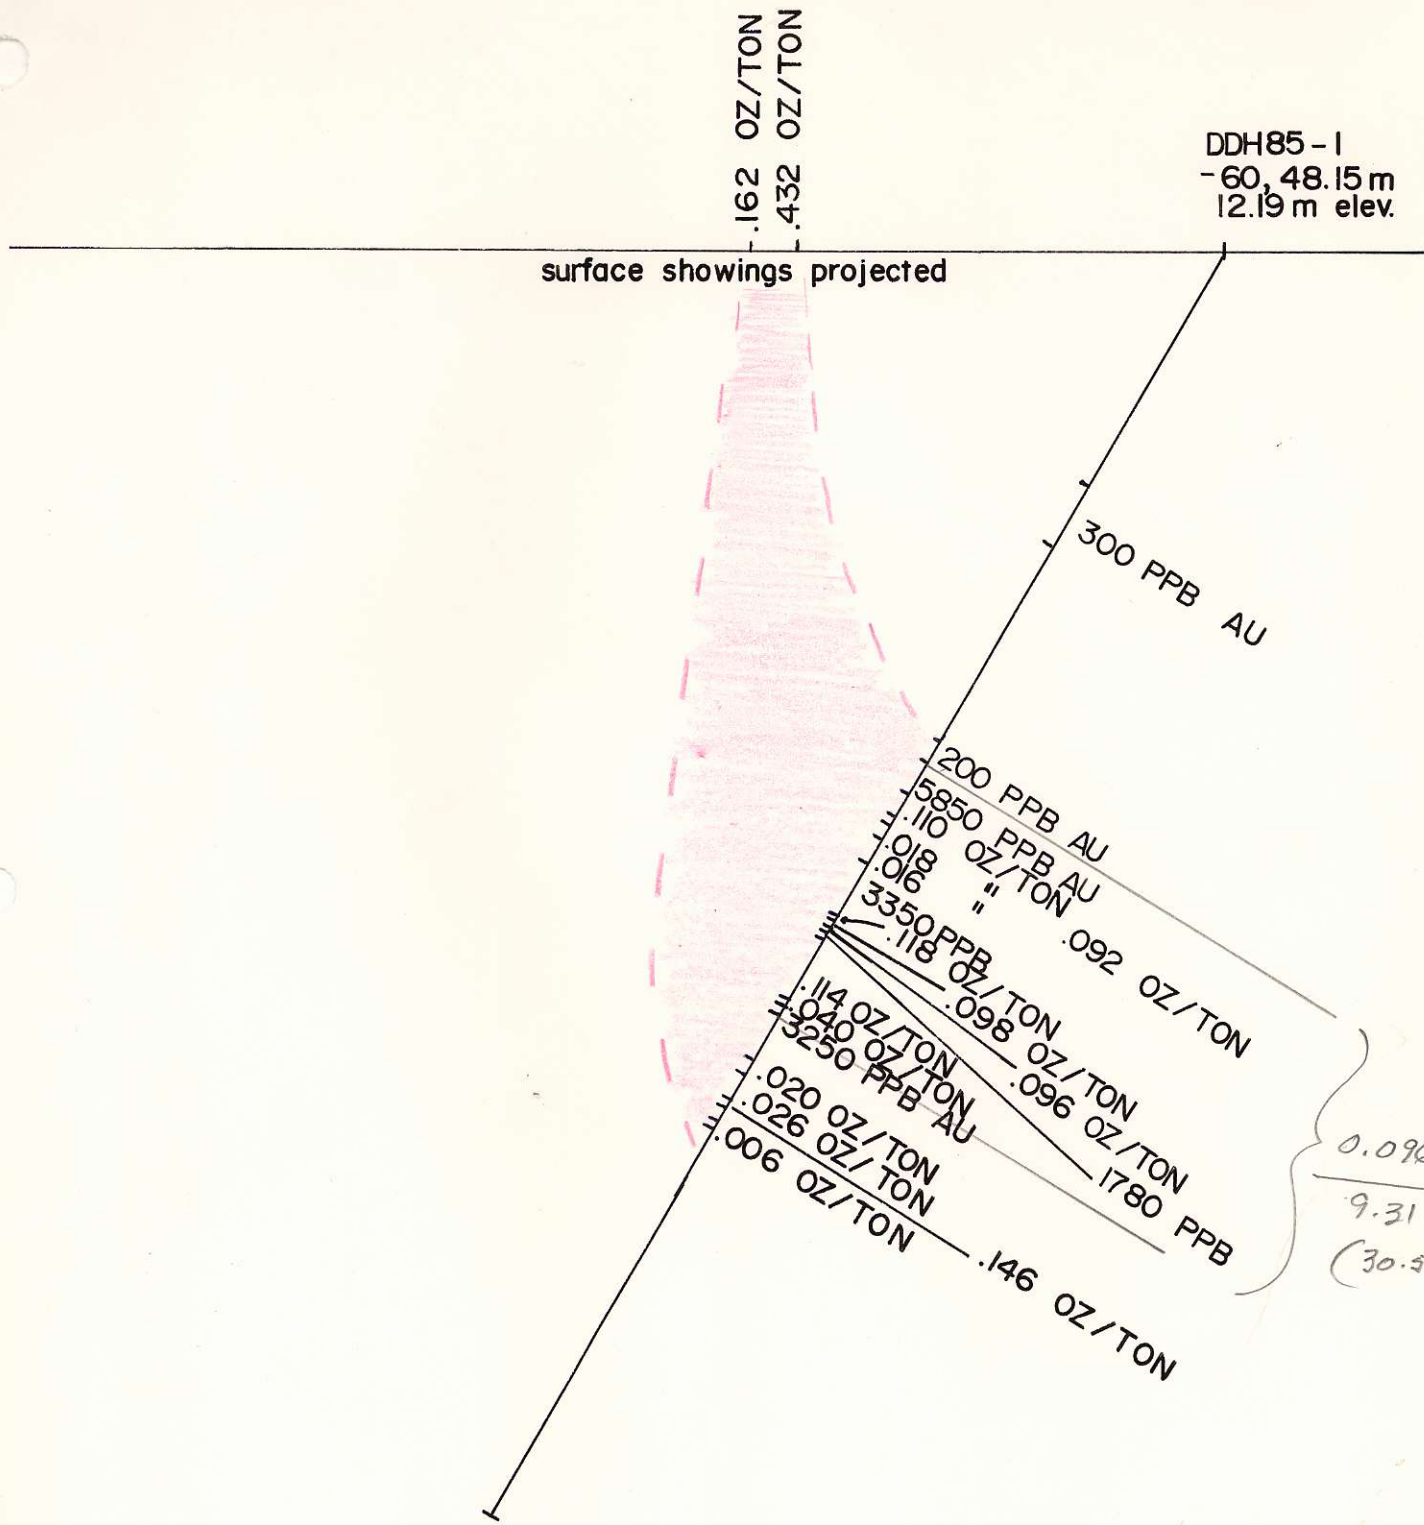 .162 OZ/TON
.432 OZ/TON
DDH85-1
-60, 48.15 m
12.19 m elev.
surface showings projected
300 PPB AU
200 PPB AU
5850 PPB AU
.110 OZ/TON
.018 "
.016 "
.092 OZ/TON
3350 PPB
.118 OZ/TON
.098 OZ/TON
.096 OZ/TON
1780 PPB
.114 OZ/TON
.040 OZ/TON
3250 PPB AU
.020 OZ/TON
.026 OZ/TON
.146 OZ/TON
.006 OZ/TON
9.31